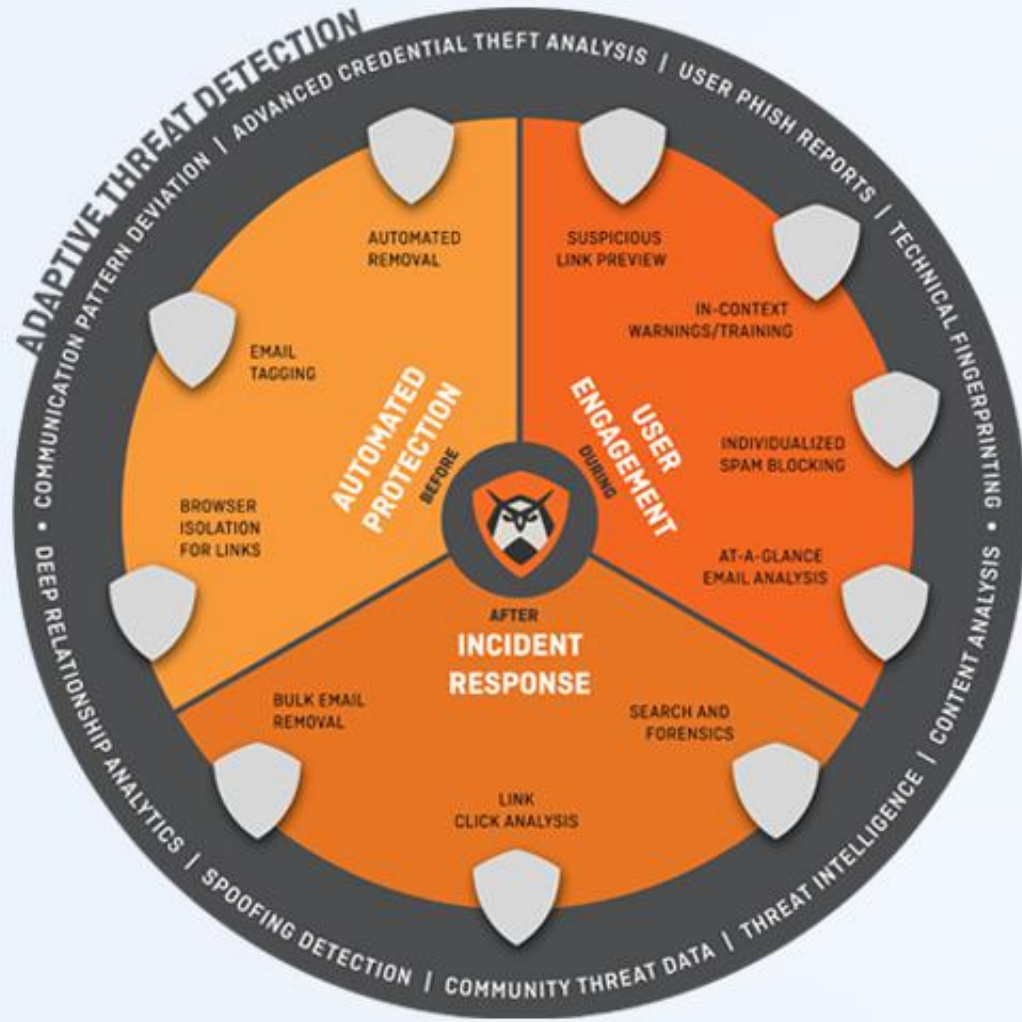 ADAPTIVE THREAT DETECTION
COMMUNICATION PATTERN DEVIATION | ADVANCED CREDENTIAL THEFT ANALYSIS | USER PHISH REPORTS | TECHNICAL FINGERPRINTING •
CONTENT ANALYSIS | THREAT INTELLIGENCE | COMMUNITY THREAT DATA | SPOOFING DETECTION | DEEP RELATIONSHIP ANALYTICS •
AUTOMATED
REMOVAL
EMAIL
TAGGING
BROWSER
ISOLATION
FOR LINKS
AUTOMATED
PROTECTION
BEFORE
SUSPICIOUS
LINK PREVIEW
IN-CONTEXT
WARNINGS/TRAINING
INDIVIDUALIZED
SPAM BLOCKING
AT-A-GLANCE
EMAIL ANALYSIS
USER
ENGAGEMENT
DURING
AFTER
INCIDENT
RESPONSE
BULK EMAIL
REMOVAL
LINK
CLICK ANALYSIS
SEARCH AND
FORENSICS